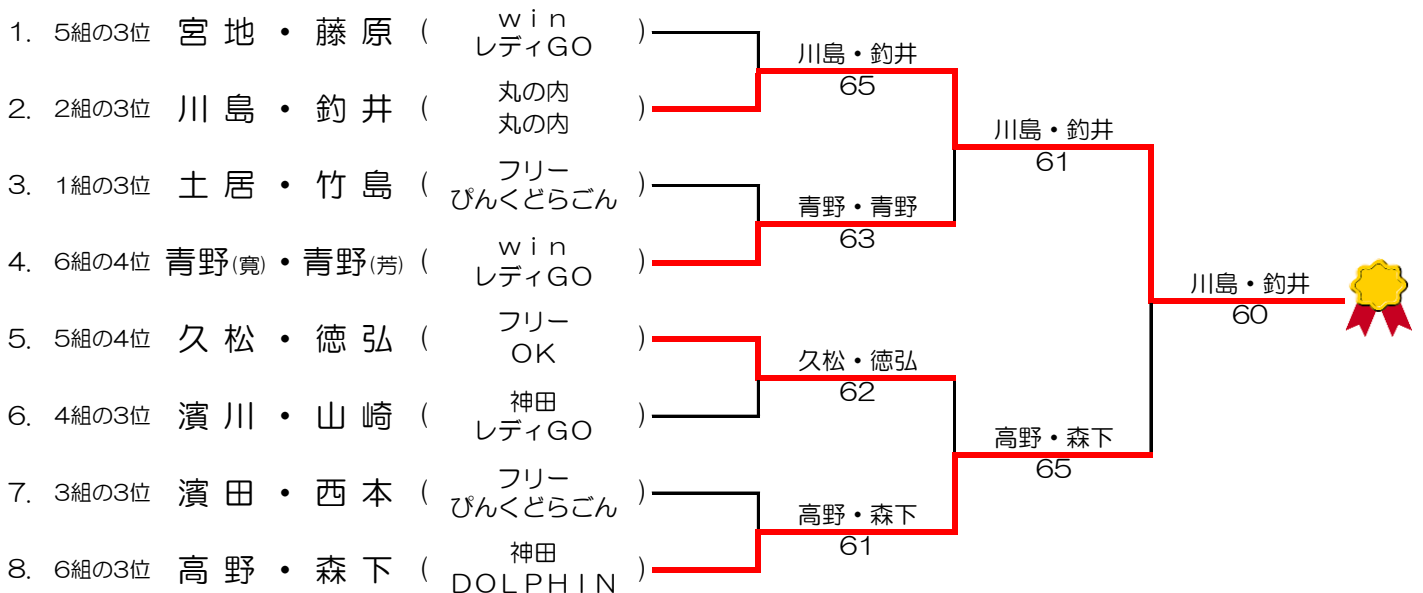 1. 5組の3位 宮地・藤原 ( ｗｉｎ レディGO )
2. 2組の3位 川島・釣井 ( 丸の内 丸の内 )
3. 1組の3位 土居・竹島 ( フリー ぴんくどらごん )
4. 6組の4位 青野(寛)・青野(芳) ( ｗｉｎ レディGO )
5. 5組の4位 久松・徳弘 ( フリー OK )
6. 4組の3位 濱川・山崎 ( 神田 レディGO )
7. 3組の3位 濱田・西本 ( フリー ぴんくどらごん )
8. 6組の3位 高野・森下 ( 神田 ＤＯＬＰＨＩＮ )
川島・釣井
65
青野・青野
63
久松・徳弘
62
高野・森下
61
川島・釣井
61
高野・森下
65
川島・釣井
60